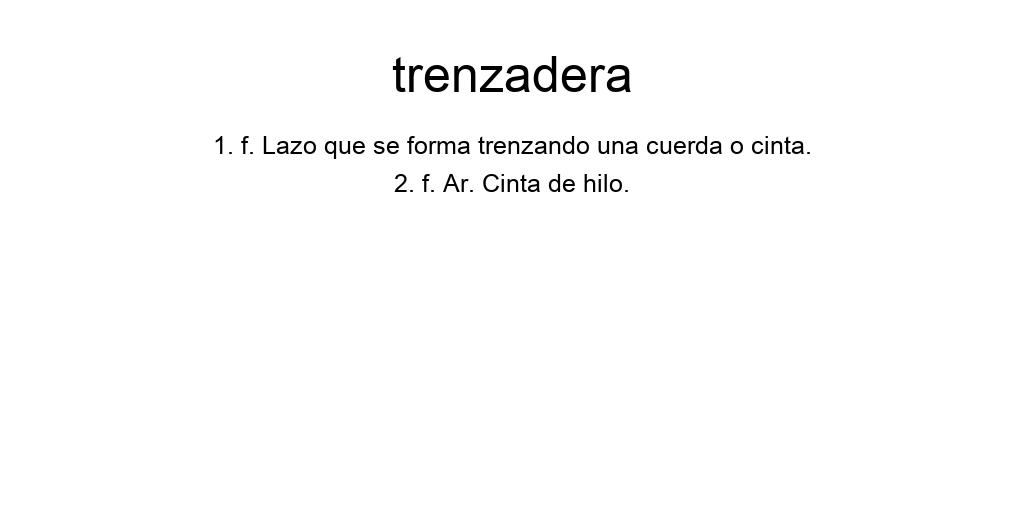 trenzadera
1. f. Lazo que se forma trenzando una cuerda o cinta.
2. f. Ar. Cinta de hilo.